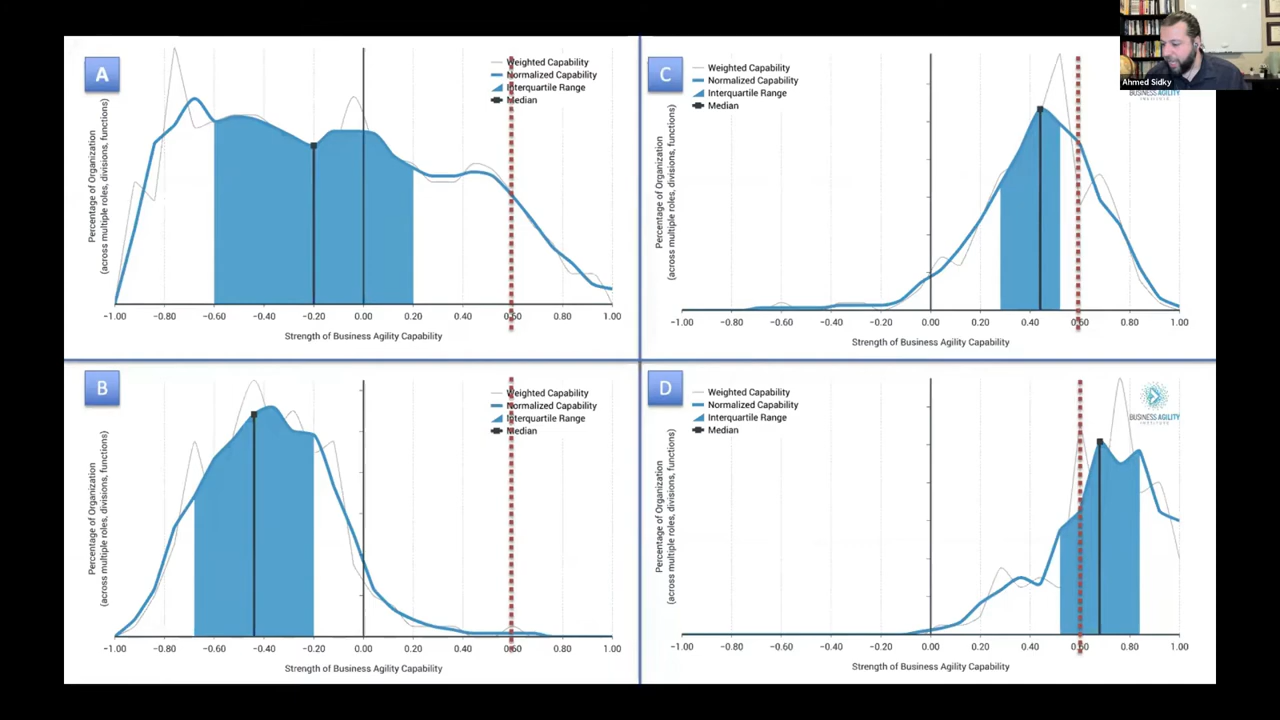 A
Weighted Capability
Normalized Capability
Interquartile Range
Median
Percentage of Organization
(across multiple roles, divisions, functions)
−1.00 −0.80 −0.60 −0.40 −0.20 0.00 0.20 0.40 0.60 0.80 1.00
Strength of Business Agility Capability
C
Weighted Capability
Normalized Capability
Interquartile Range
Median
Ahmed Sidky
BUSINESS AGILITY
INSTITUTE
Percentage of Organization
(across multiple roles, divisions, functions)
−1.00 −0.80 −0.60 −0.40 −0.20 0.00 0.20 0.40 0.60 0.80 1.00
Strength of Business Agility Capability
B
Weighted Capability
Normalized Capability
Interquartile Range
Median
Percentage of Organization
(across multiple roles, divisions, functions)
−1.00 −0.80 −0.60 −0.40 −0.20 0.00 0.20 0.40 0.60 0.80 1.00
Strength of Business Agility Capability
D
Weighted Capability
Normalized Capability
Interquartile Range
Median
BUSINESS AGILITY
INSTITUTE
Percentage of Organization
(across multiple roles, divisions, functions)
−1.00 −0.80 −0.60 −0.40 −0.20 0.00 0.20 0.40 0.60 0.80 1.00
Strength of Business Agility Capability